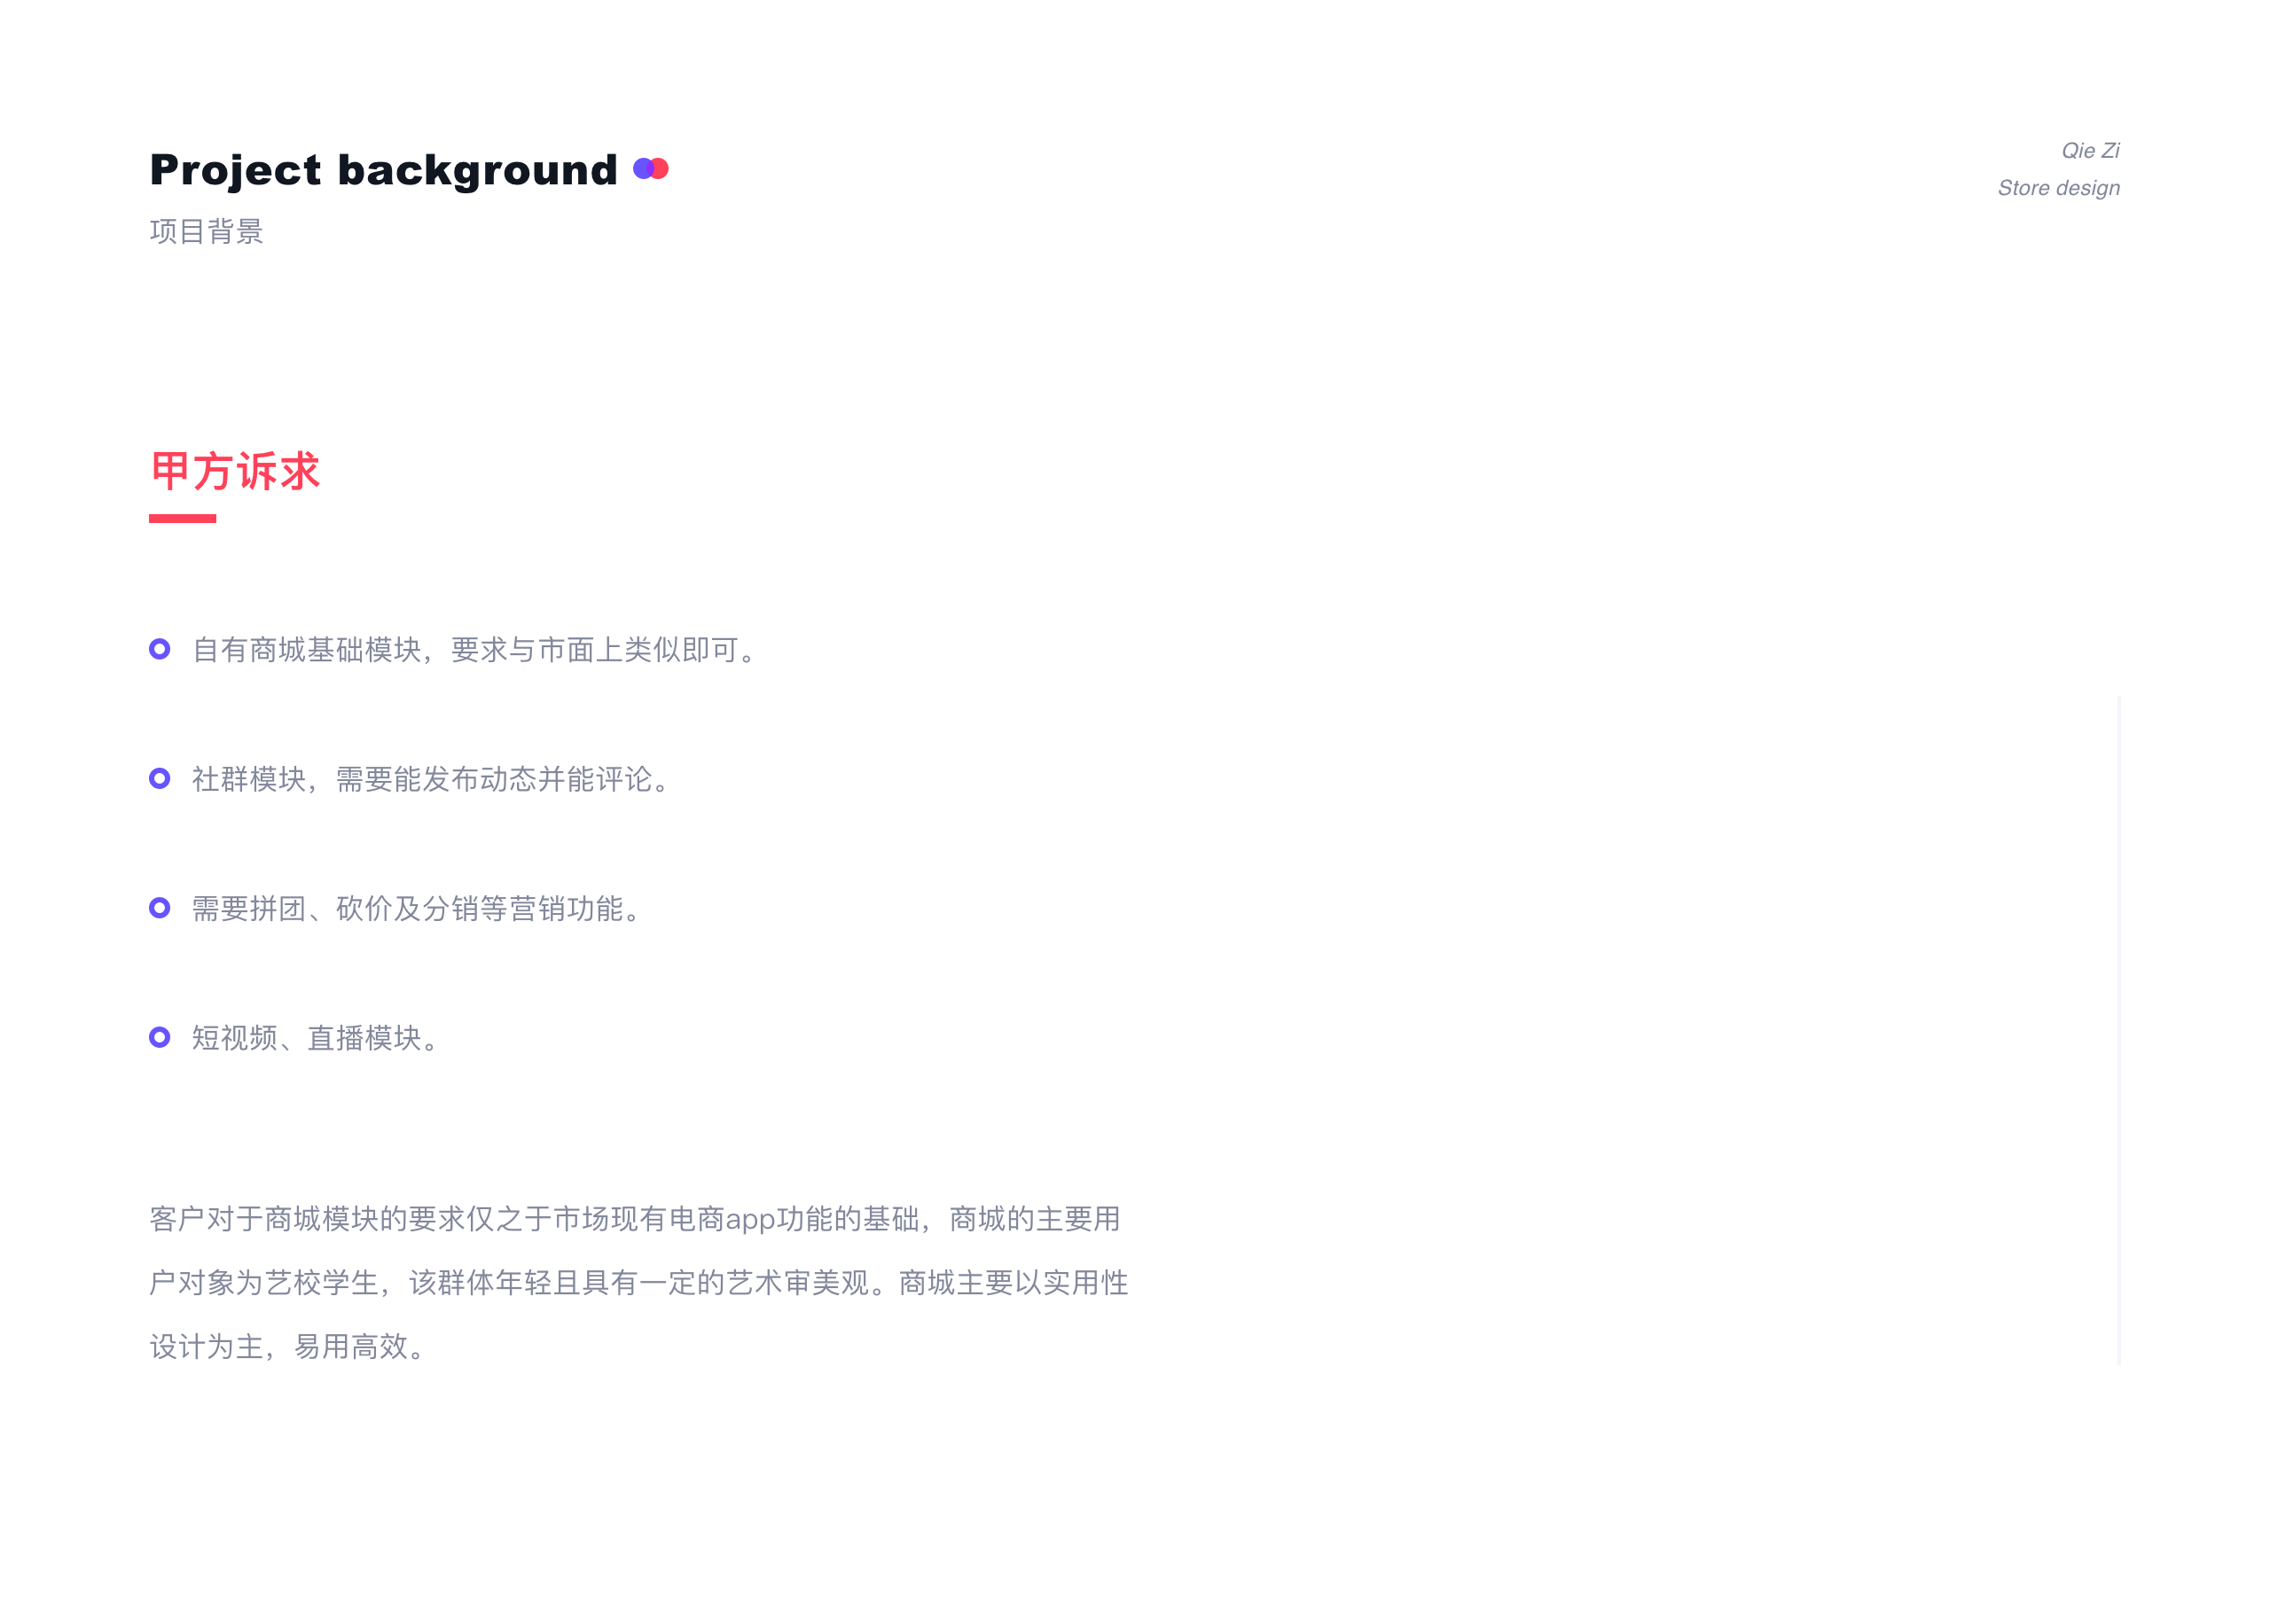 Project background
项目背景
Qie Zi
Store design
甲方诉求
自有商城基础模块，要求与市面上类似即可。
社群模块，需要能发布动态并能评论。
需要拼团、砍价及分销等营销功能。
短视频、直播模块。
客户对于商城模块的要求仅之于市场现有电商app功能的基础，商城的主要用
户对象为艺校学生，该群体年轻且具有一定的艺术审美观。商城主要以实用性
设计为主，易用高效。